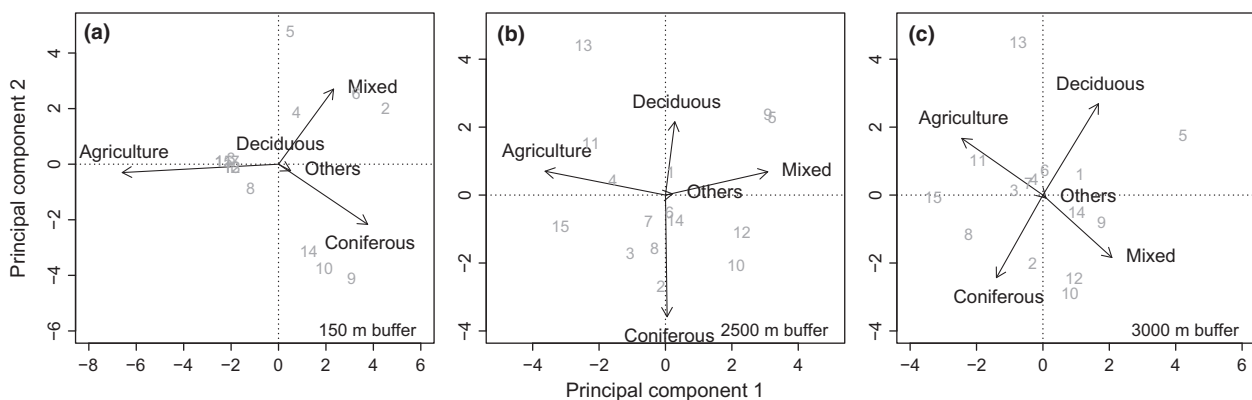 Principal component 2
(a)
5
Mixed
6
4
2
Deciduous
Agriculture
Others
8
Coniferous
14
10
9
150 m buffer
4
2
0
−2
−4
−6
−8 −6 −4 −2 0 2 4 6
(b)
13
Deciduous
9
5
11
Agriculture
4
1
Mixed
Others
6
7
14
15
12
8
3
10
2
Coniferous
2500 m buffer
4
2
0
−2
−4
−4 −2 0 2 4 6
Principal component 1
(c)
13
Deciduous
5
Agriculture
11
6
1
7
4
3
15
Others
14
9
8
Mixed
2
12
10
Coniferous
3000 m buffer
4
2
0
−2
−4
−4 −2 0 2 4 6